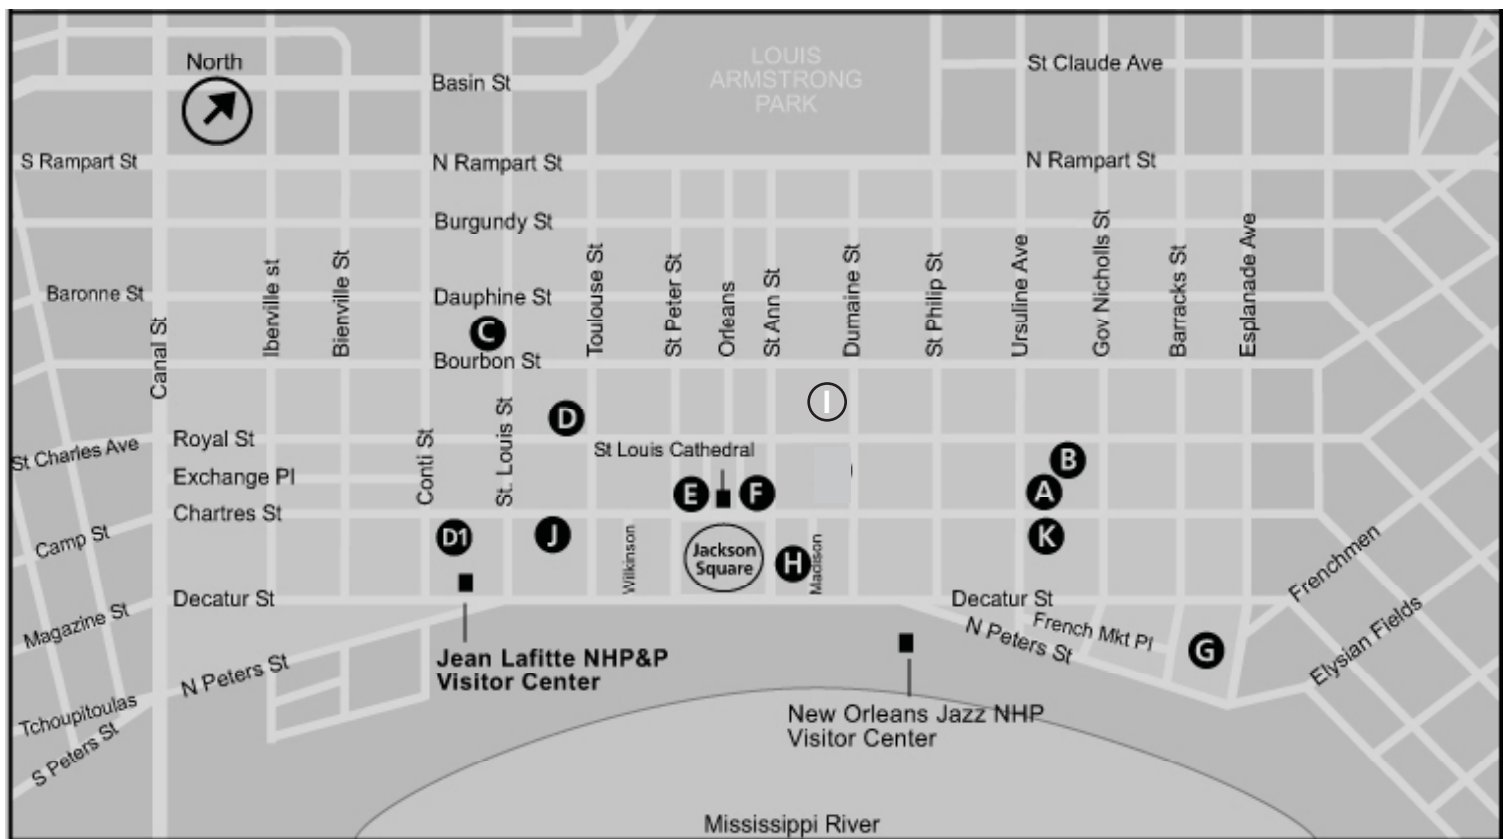 LOUIS
ARMSTRONG
PARK
North
St Claude Ave
Basin St
S Rampart St
N Rampart St
N Rampart St
Burgundy St
Baronne St
Dauphine St
Canal St
Iberville st
Bienville St
Toulouse St
St Peter St
Orleans
St Ann St
Dumaine St
St Philip St
Ursuline Ave
Gov Nicholls St
Barracks St
Esplanade Ave
C
Bourbon St
I
D
St Charles Ave
Royal St
Conti St
St. Louis St
St Louis Cathedral
B
Exchange Pl
E
F
A
Camp St
Chartres St
D1
J
Wilkinson
Jackson
Square
H
Madison
K
Frenchmen
Magazine St
Decatur St
Decatur St
French Mkt Pl
N Peters St
G
Elysian Fields
N Peters St
Jean Lafitte NHP&P
Visitor Center
Tchoupitoulas
S Peters St
New Orleans Jazz NHP
Visitor Center
Mississippi River